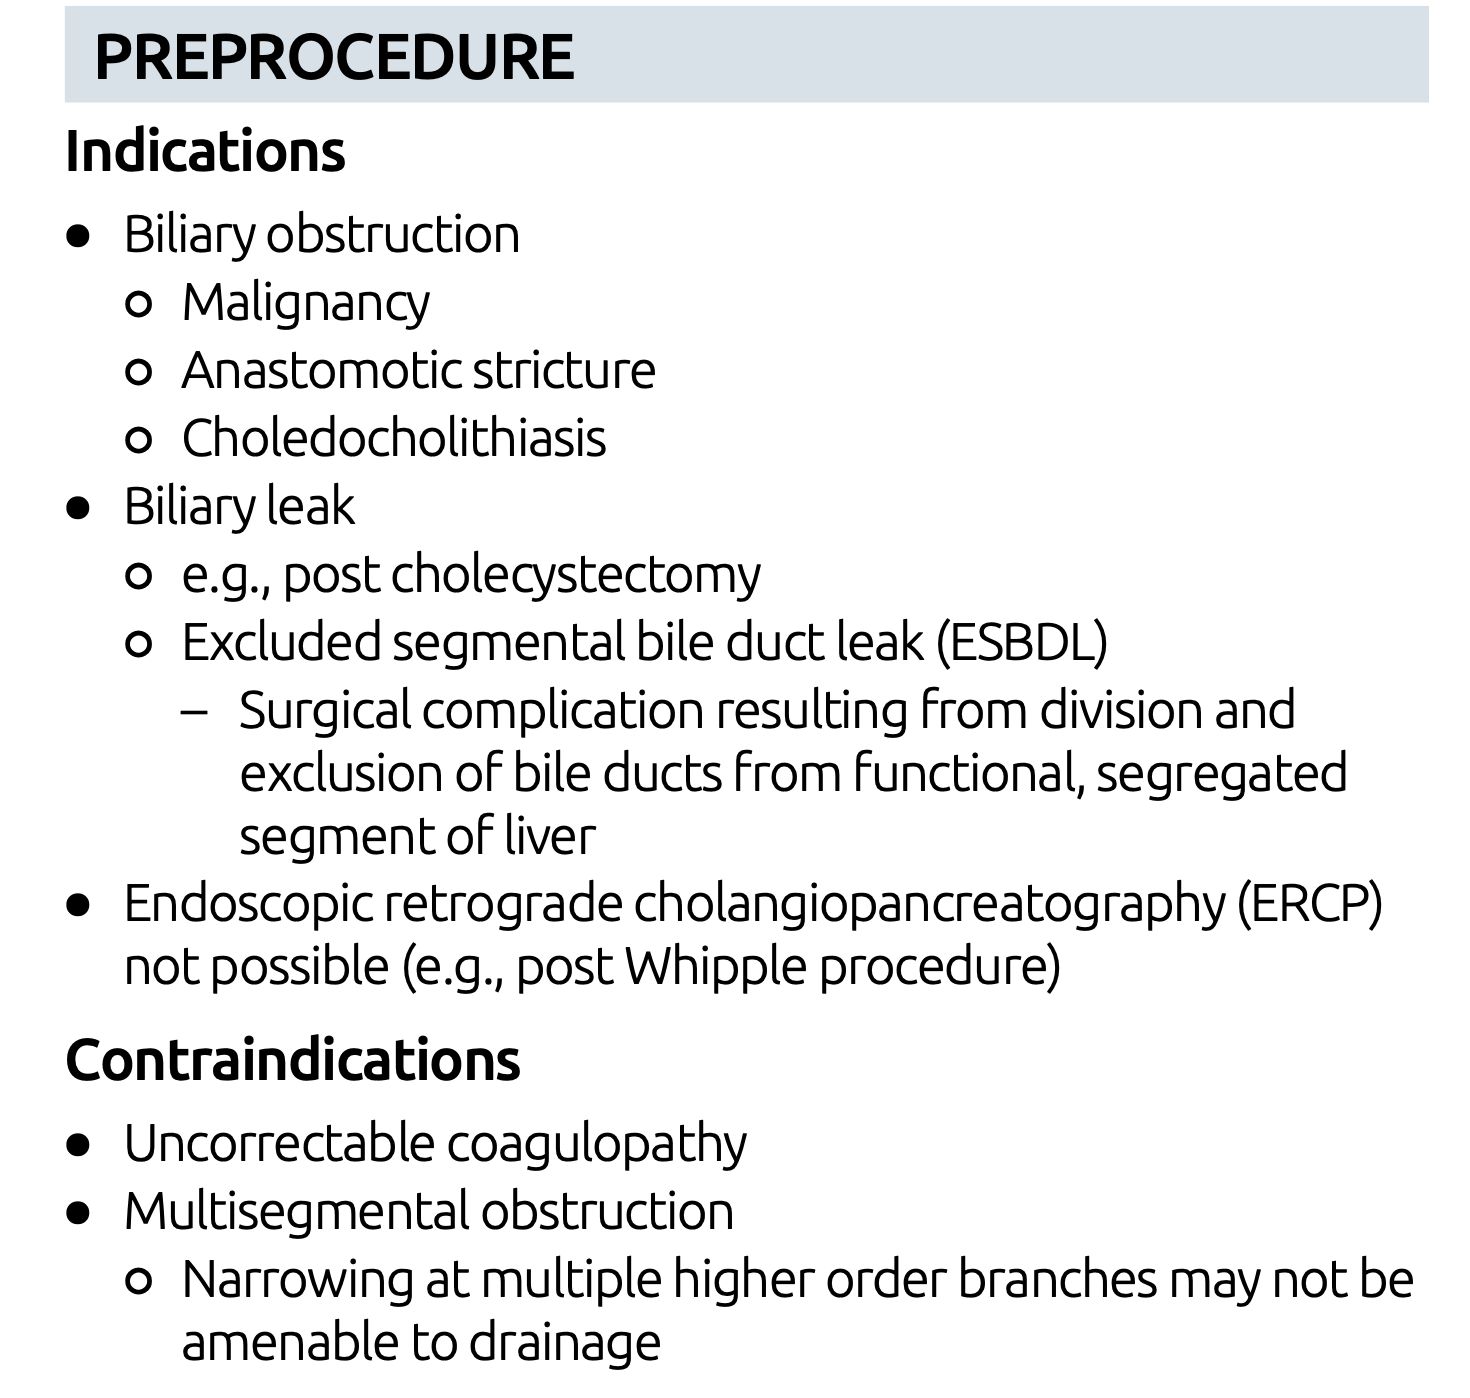 PREPROCEDURE
Indications
● Biliary obstruction
○ Malignancy
○ Anastomotic stricture
○ Choledocholithiasis
● Biliary leak
○ e.g., post cholecystectomy
○ Excluded segmental bile duct leak (ESBDL)
– Surgical complication resulting from division and
exclusion of bile ducts from functional, segregated
segment of liver
● Endoscopic retrograde cholangiopancreatography (ERCP)
not possible (e.g., post Whipple procedure)
Contraindications
● Uncorrectable coagulopathy
● Multisegmental obstruction
○ Narrowing at multiple higher order branches may not be
amenable to drainage